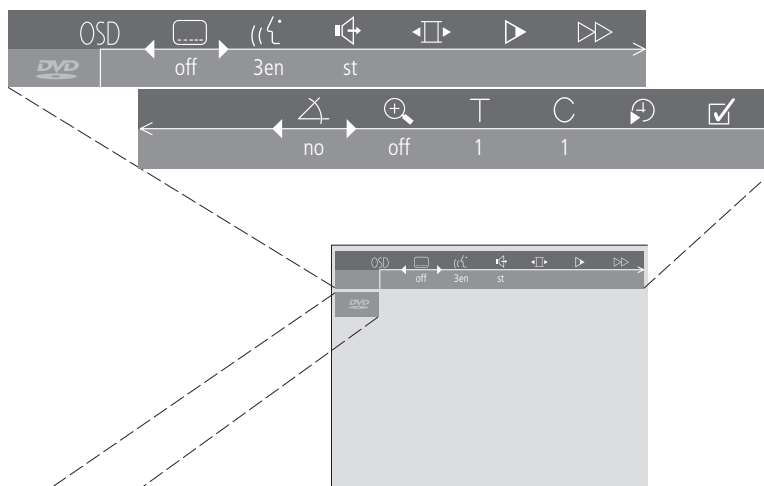 OSD
DVD off 3en st
T C
no off 1 1
OSD
off 3en st
DVD